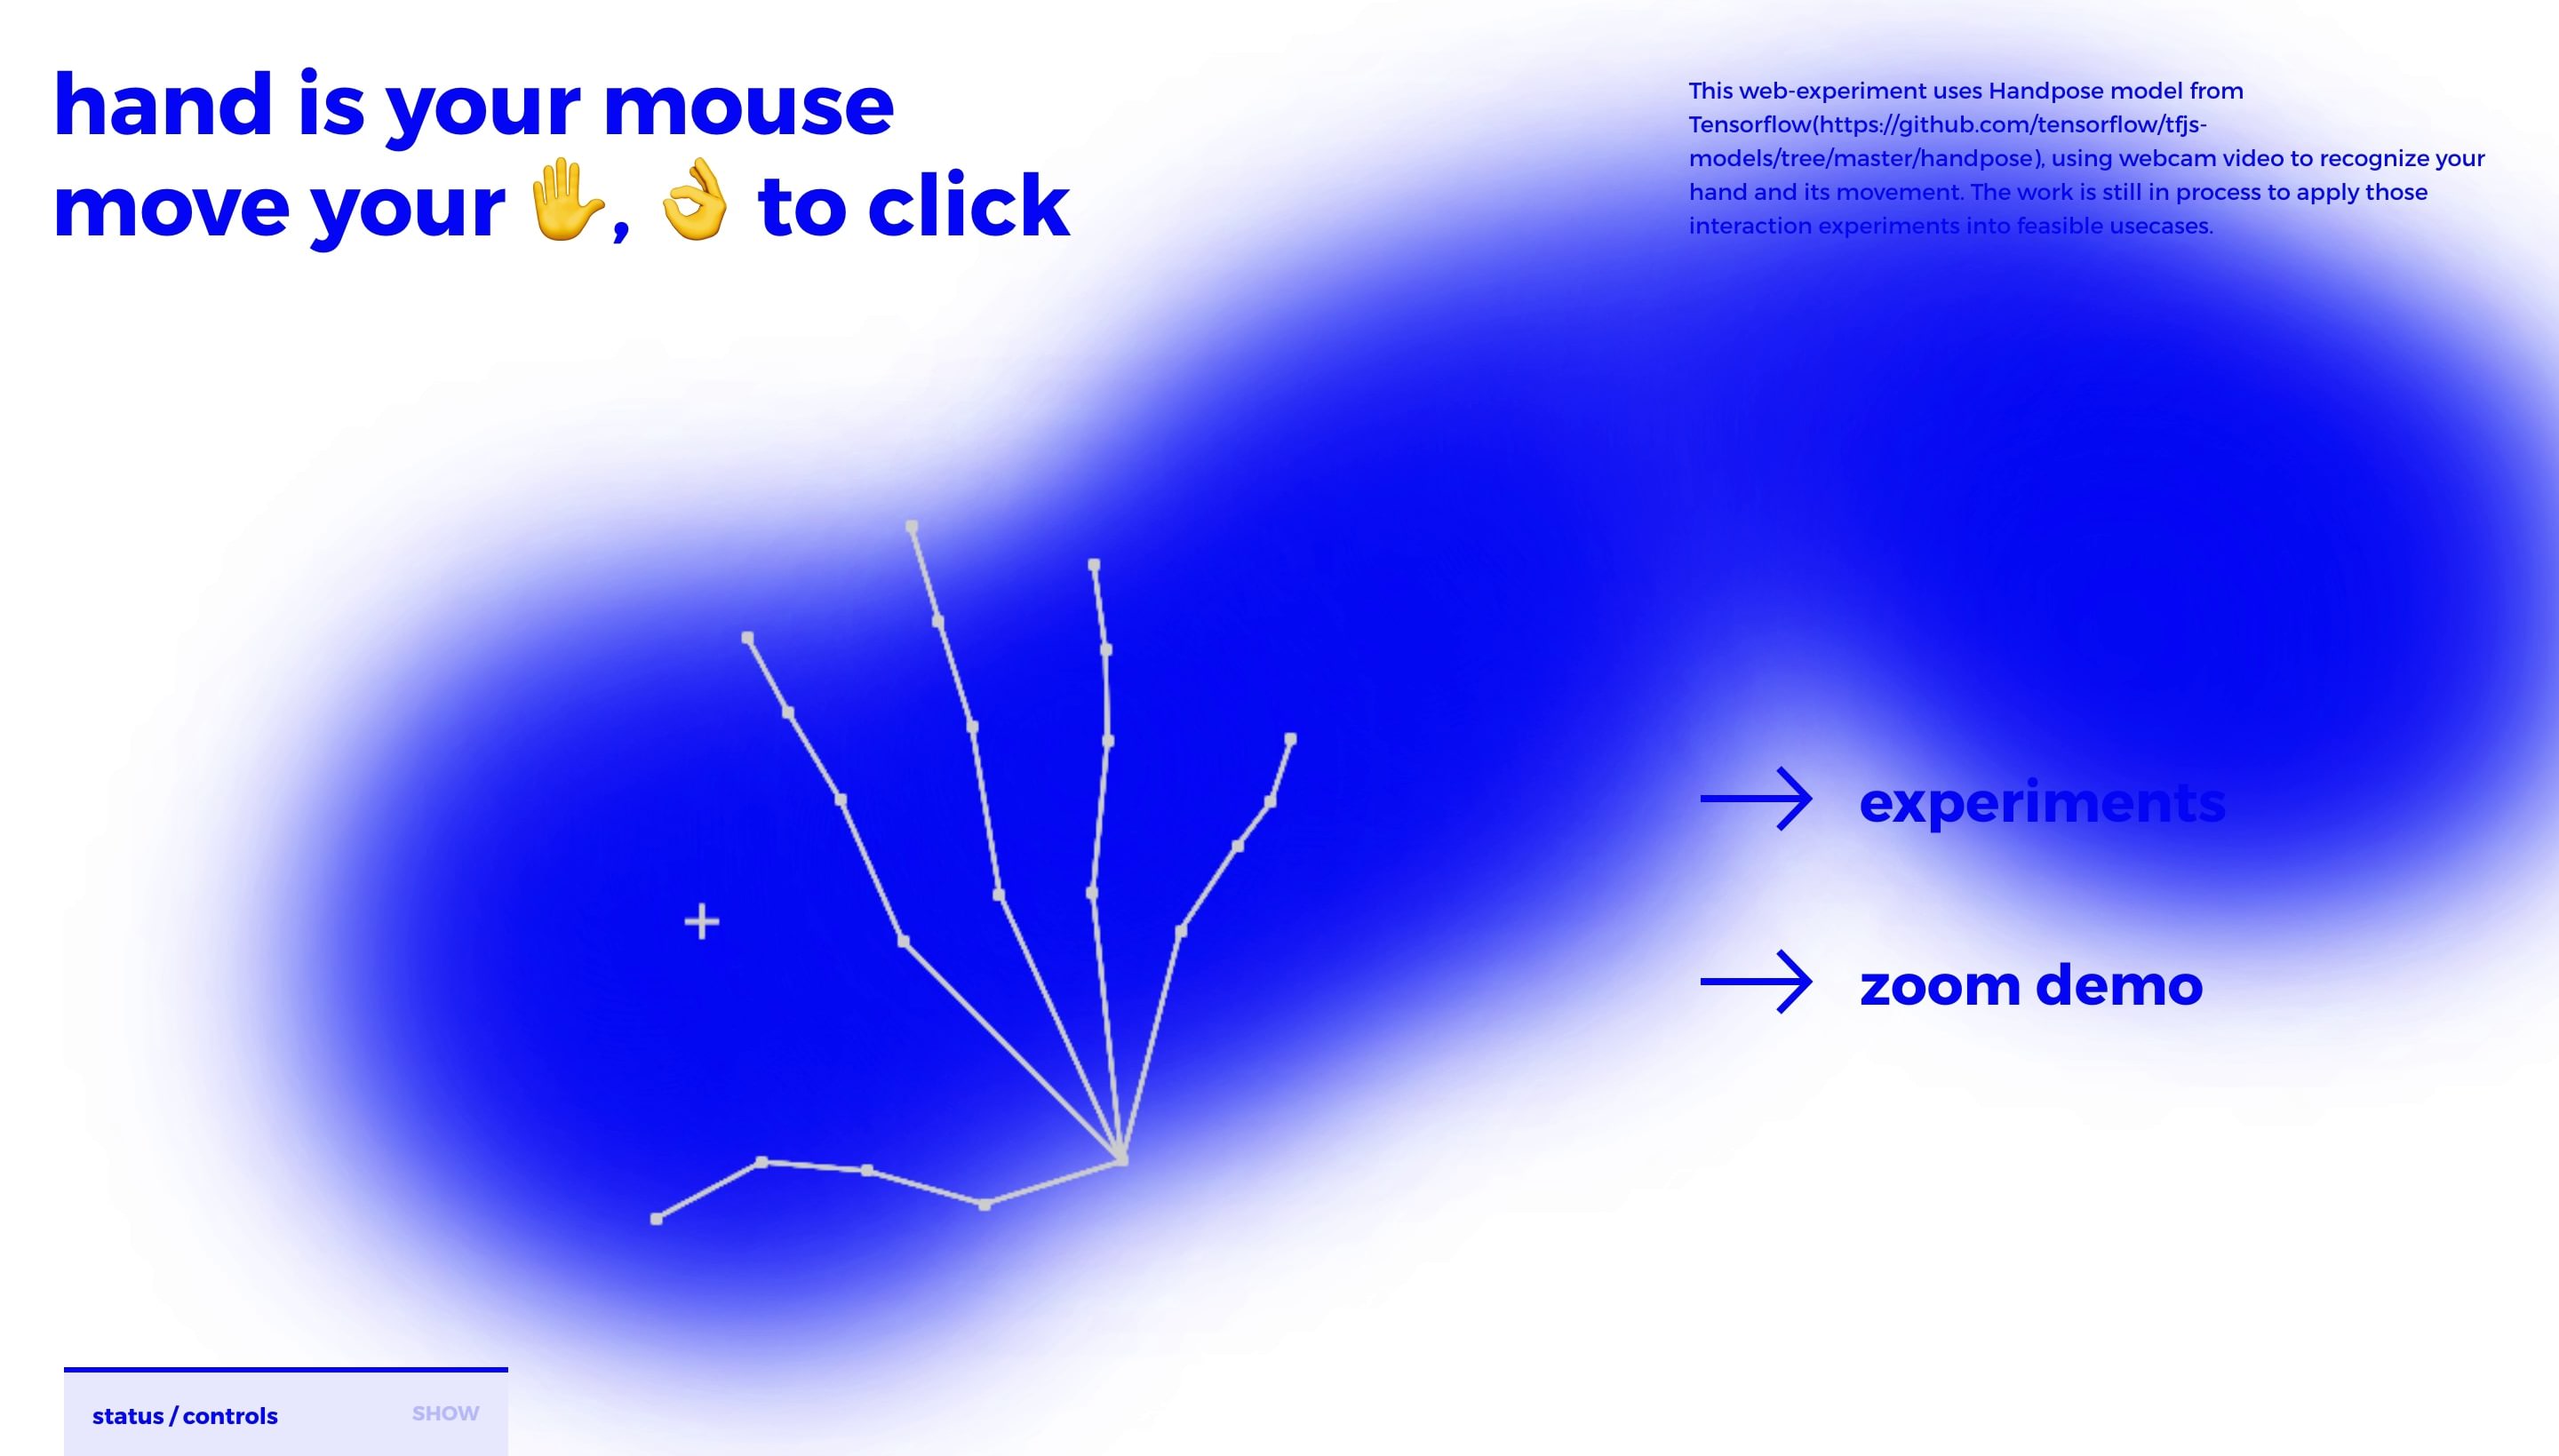 hand is your mouse
move your ✋, 👌 to click
This web-experiment uses Handpose model from
Tensorflow(https://github.com/tensorflow/tfjs-
models/tree/master/handpose), using webcam video to recognize your
hand and its movement. The work is still in process to apply those
interaction experiments into feasible usecases.
experiments
zoom demo
status / controls
SHOW